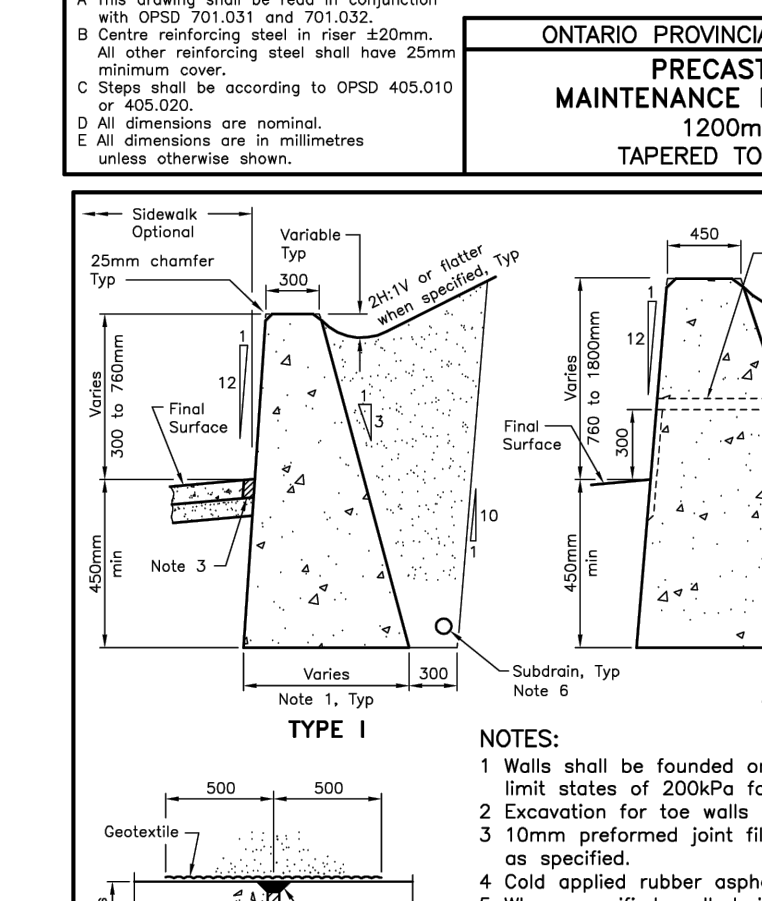 A This drawing shall be read in conjunction
with OPSD 701.031 and 701.032.
B Centre reinforcing steel in riser ±20mm.
All other reinforcing steel shall have 25mm
minimum cover.
C Steps shall be according to OPSD 405.010
or 405.020.
D All dimensions are nominal.
E All dimensions are in millimetres
unless otherwise shown.
ONTARIO PROVINCIA
PRECAST
MAINTENANCE
1200m
TAPERED TO
Sidewalk
Optional
25mm chamfer
Typ
Variable
Typ
300
2H:1V or flatter
when specified, Typ
1
12
Varies
300 to 760mm
Final
Surface
1
3
450mm
min
Note 3
10
1
Varies
300
Note 1, Typ
Subdrain, Typ
Note 6
TYPE I
450
1
12
Varies
760 to 1800mm
Final
Surface
300
450mm
min
500
500
Geotextile
NOTES:
1 Walls shall be founded on
limit states of 200kPa fo
2 Excavation for toe walls
3 10mm preformed joint fil
as specified.
4 Cold applied rubber aspha